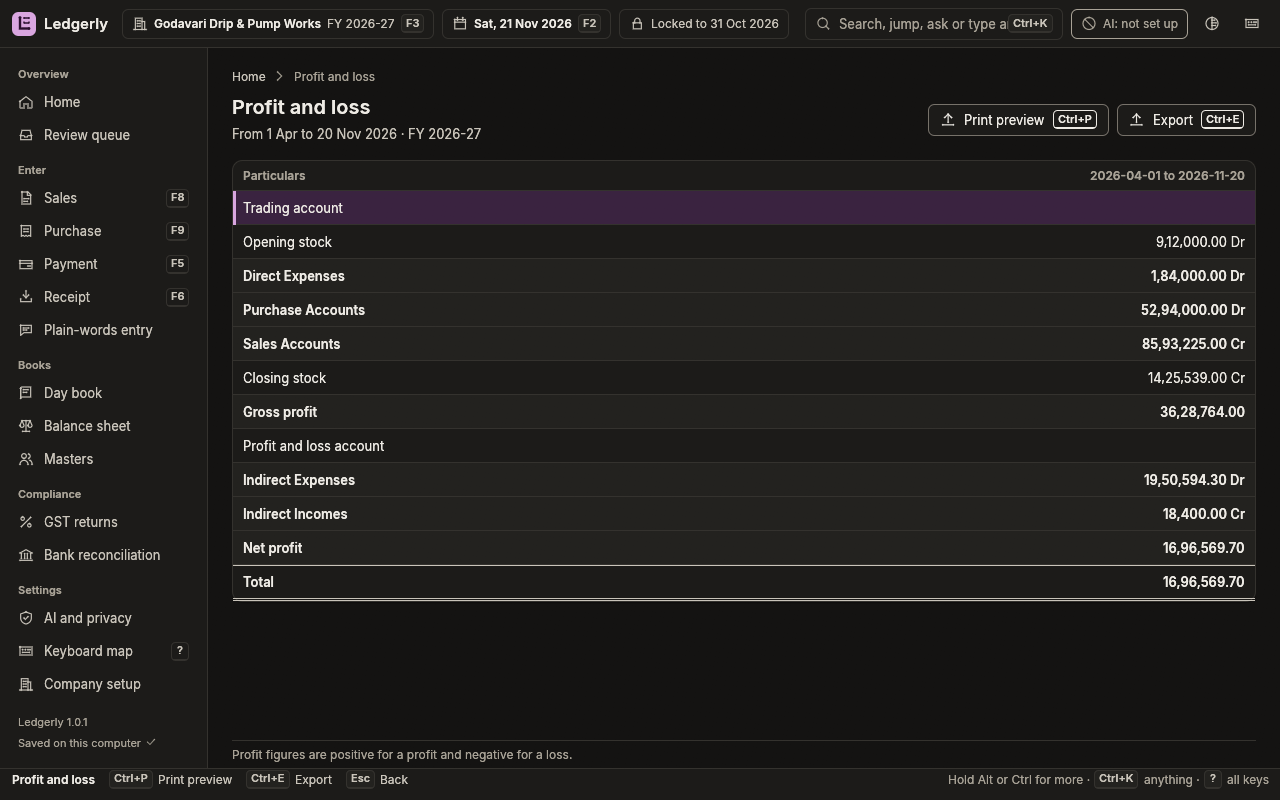 Ledgerly
Godavari Drip & Pump Works FY 2026-27 F3
Sat, 21 Nov 2026 F2
Locked to 31 Oct 2026
Search, jump, ask or type a Ctrl+K
AI: not set up
Overview
Home
Review queue
Enter
Sales F8
Purchase F9
Payment F5
Receipt F6
Plain-words entry
Books
Day book
Balance sheet
Masters
Compliance
GST returns
Bank reconciliation
Settings
AI and privacy
Keyboard map ?
Company setup
Ledgerly 1.0.1
Saved on this computer
Home Profit and loss
Profit and loss
From 1 Apr to 20 Nov 2026 · FY 2026-27
Print preview Ctrl+P
Export Ctrl+E
Particulars 2026-04-01 to 2026-11-20
Trading account
Opening stock 9,12,000.00 Dr
Direct Expenses 1,84,000.00 Dr
Purchase Accounts 52,94,000.00 Dr
Sales Accounts 85,93,225.00 Cr
Closing stock 14,25,539.00 Cr
Gross profit 36,28,764.00
Profit and loss account
Indirect Expenses 19,50,594.30 Dr
Indirect Incomes 18,400.00 Cr
Net profit 16,96,569.70
Total 16,96,569.70
Profit figures are positive for a profit and negative for a loss.
Profit and loss Ctrl+P Print preview Ctrl+E Export Esc Back
Hold Alt or Ctrl for more · Ctrl+K anything · ? all keys